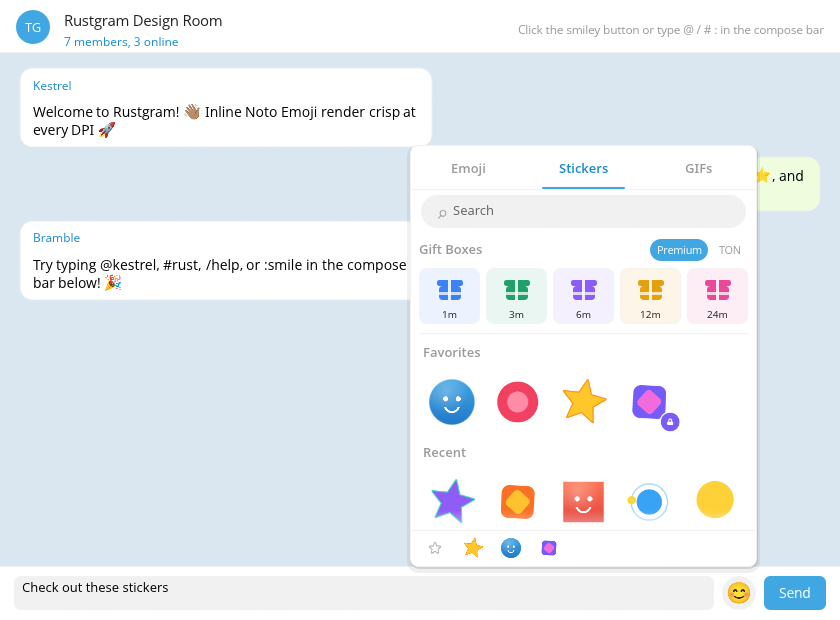 TG
Rustgram Design Room
7 members, 3 online
Click the smiley button or type @ / # : in the compose bar
Kestrel
Welcome to Rustgram! 👋🏽 Inline Noto Emoji render crisp at
every DPI 🚀
⭐, and
Bramble
Try typing @kestrel, #rust, /help, or :smile in the compose
bar below! 🎉
Emoji Stickers GIFs
Search
Gift Boxes Premium TON
1m 3m 6m 12m 24m
Favorites
Recent
Check out these stickers
Send